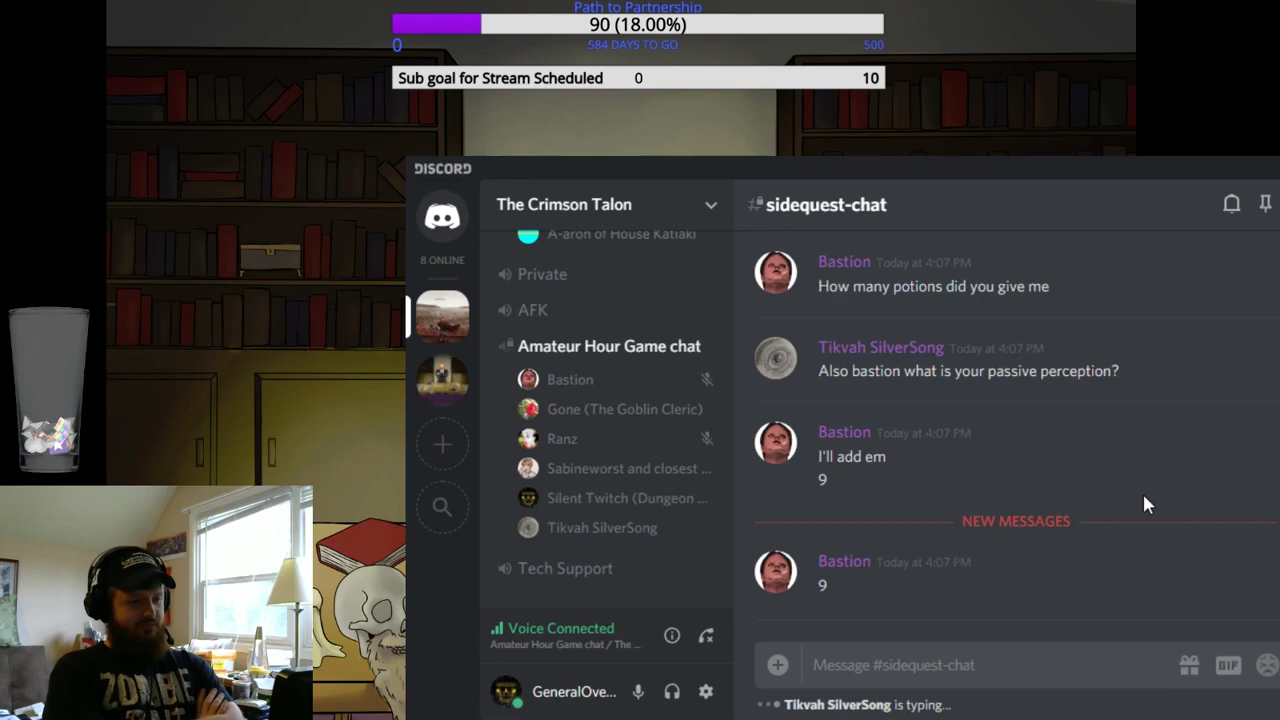 Path to Partnership
90 (18.00%)
0 584 DAYS TO GO 500
Sub goal for Stream Scheduled 0 10
DISCORD
8 ONLINE
The Crimson Talon
A-aron of House Katiaki
Private
AFK
Amateur Hour Game chat
Bastion
Gone (The Goblin Cleric)
Ranz
Sabineworst and closest ...
Silent Twitch (Dungeon ...
Tikvah SilverSong
Tech Support
Voice Connected
Amateur Hour Game chat / The ...
GeneralOve...
sidequest-chat
Bastion Today at 4:07 PM
How many potions did you give me
Tikvah SilverSong Today at 4:07 PM
Also bastion what is your passive perception?
Bastion Today at 4:07 PM
I'll add em
9
NEW MESSAGES
Bastion Today at 4:07 PM
9
Message #sidequest-chat
GIF
Tikvah SilverSong is typing...
ZOMBIE